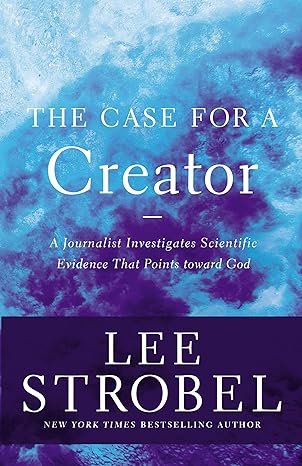 THE CASE FOR A
Creator
A Journalist Investigates Scientific
Evidence That Points toward God
LEE
STROBEL
NEW YORK TIMES BESTSELLING AUTHOR